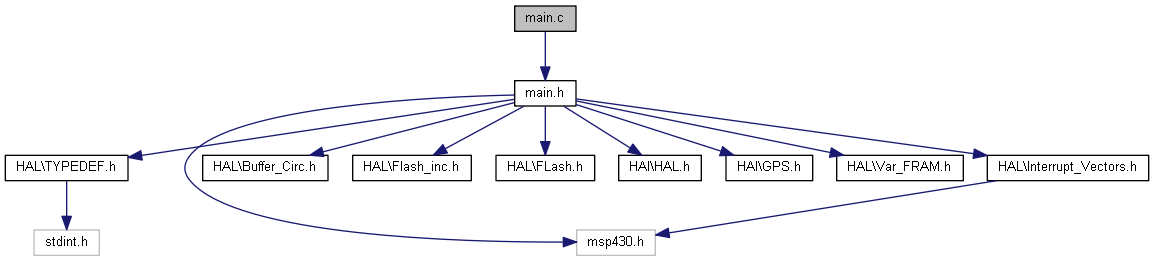 main.c
main.h
HAL\TYPEDEF.h
HAL\Buffer_Circ.h
HAL\Flash_inc.h
HAL\FLash.h
HAl\HAL.h
HAl\GPS.h
HAL\Var_FRAM.h
HAL\Interrupt_Vectors.h
stdint.h
msp430.h